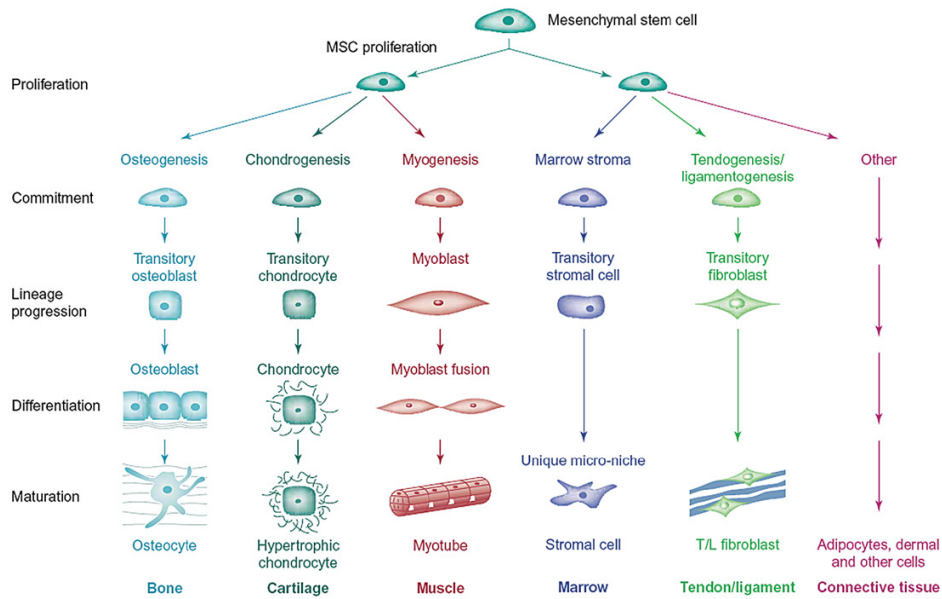 Mesenchymal stem cell
MSC proliferation
Proliferation
Osteogenesis
Chondrogenesis
Myogenesis
Marrow stroma
Tendogenesis/
ligamentogenesis
Other
Commitment
Transitory
osteoblast
Transitory
chondrocyte
Myoblast
Transitory
stromal cell
Transitory
fibroblast
Lineage
progression
Osteoblast
Chondrocyte
Myoblast fusion
Differentiation
Unique micro-niche
Maturation
Osteocyte
Hypertrophic
chondrocyte
Myotube
Stromal cell
T/L fibroblast
Adipocytes, dermal
and other cells
Bone
Cartilage
Muscle
Marrow
Tendon/ligament
Connective tissue